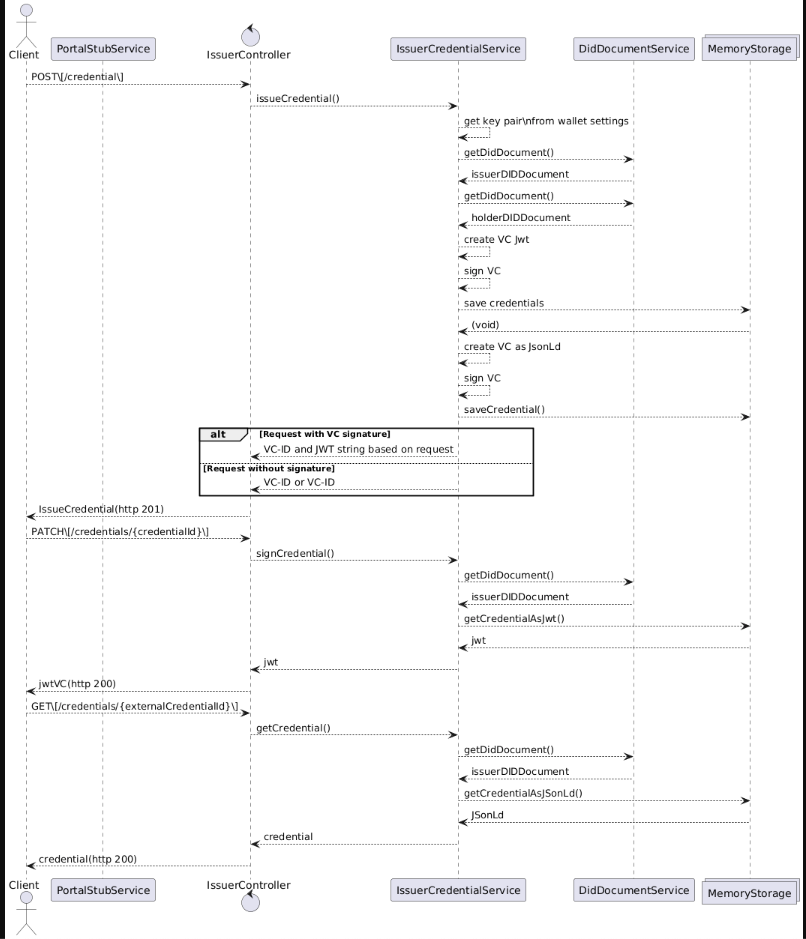 Client
PortalStubService
IssuerController
IssuerCredentialService
DidDocumentService
MemoryStorage
POST\[/credential\]
issueCredential()
get key pair\nfrom wallet settings
getDidDocument()
issuerDIDDocument
getDidDocument()
holderDIDDocument
create VC Jwt
sign VC
save credentials
(void)
create VC as JsonLd
sign VC
saveCredential()
alt
[Request with VC signature]
VC-ID and JWT string based on request
[Request without signature]
VC-ID or VC-ID
IssueCredential(http 201)
PATCH\[/credentials/{credentialId}\]
signCredential()
getDidDocument()
issuerDIDDocument
getCredentialAsJwt()
jwt
jwt
jwtVC(http 200)
GET\[/credentials/{externalCredentialId}\]
getCredential()
getDidDocument()
issuerDIDDocument
getCredentialAsJSonLd()
JSonLd
credential
credential(http 200)
Client
PortalStubService
IssuerController
IssuerCredentialService
DidDocumentService
MemoryStorage